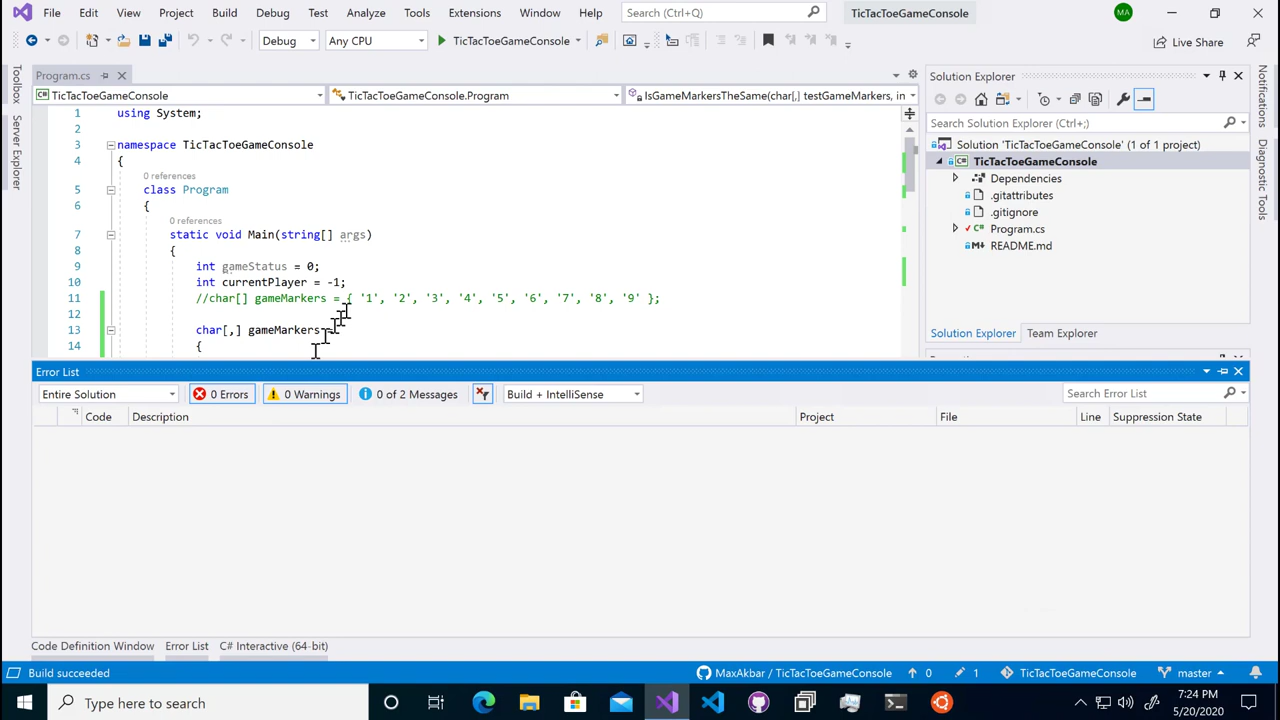 File Edit View Project Build Debug Test Analyze Tools Extensions Window Help Search (Ctrl+Q) TicTacToeGameConsole MA
Debug Any CPU TicTacToeGameConsole Live Share
Toolbox
Server Explorer
Program.cs
TicTacToeGameConsole TicTacToeGameConsole.Program IsGameMarkersTheSame(char[,] testGameMarkers, in
1 using System;
2
3 namespace TicTacToeGameConsole
4 {
0 references
5 class Program
6 {
0 references
7 static void Main(string[] args)
8 {
9 int gameStatus = 0;
10 int currentPlayer = -1;
11 //char[] gameMarkers = { '1', '2', '3', '4', '5', '6', '7', '8', '9' };
12
13 char[,] gameMarkers =
14 {
Solution Explorer
Search Solution Explorer (Ctrl+;)
Solution 'TicTacToeGameConsole' (1 of 1 project)
TicTacToeGameConsole
Dependencies
.gitattributes
.gitignore
Program.cs
README.md
Solution Explorer Team Explorer
Notifications
Diagnostic Tools
Error List
Entire Solution 0 Errors 0 Warnings 0 of 2 Messages Build + IntelliSense Search Error List
Code Description Project File Line Suppression State
Code Definition Window Error List C# Interactive (64-bit)
Build succeeded MaxAkbar / TicTacToeGameConsole 0 1 TicTacToeGameConsole master
Type here to search
7:24 PM
5/20/2020